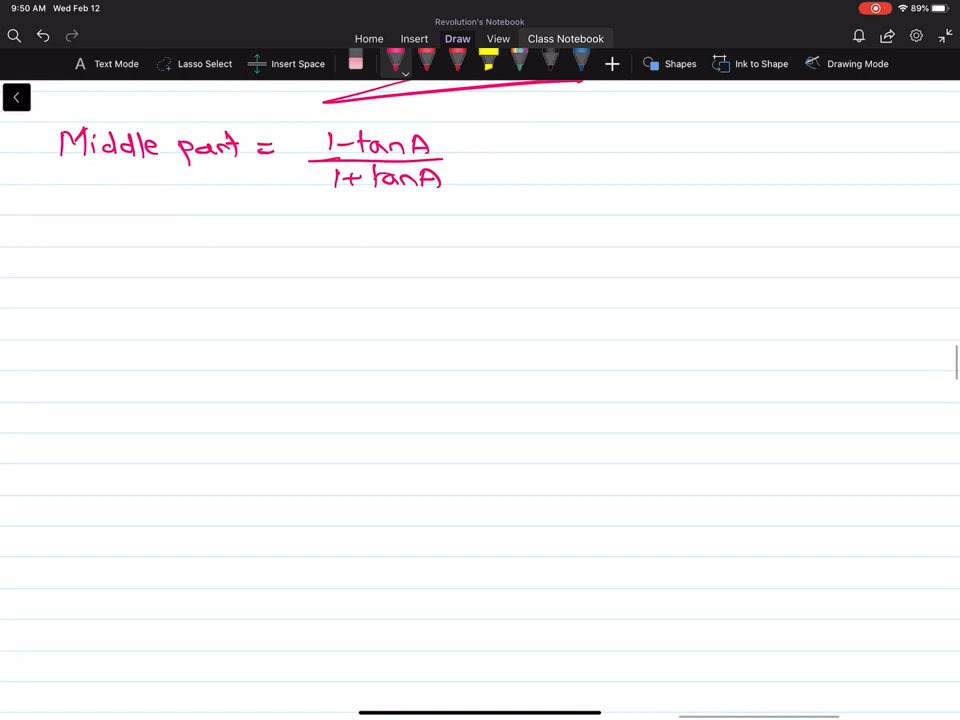 9:50 AM Wed Feb 12
89%
Revolution's Notebook
Home Insert Draw View Class Notebook
Text Mode Lasso Select Insert Space Shapes Ink to Shape Drawing Mode
Middle part = 1-tanA
1+tanA